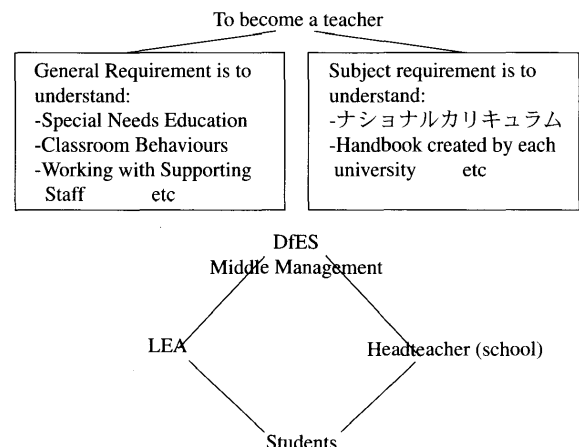 To become a teacher
General Requirement is to
understand:
-Special Needs Education
-Classroom Behaviours
-Working with Supporting
Staff etc
Subject requirement is to
understand:
-ナショナルカリキュラム
-Handbook created by each
university etc
DfES
Middle Management
LEA
Headteacher (school)
Students